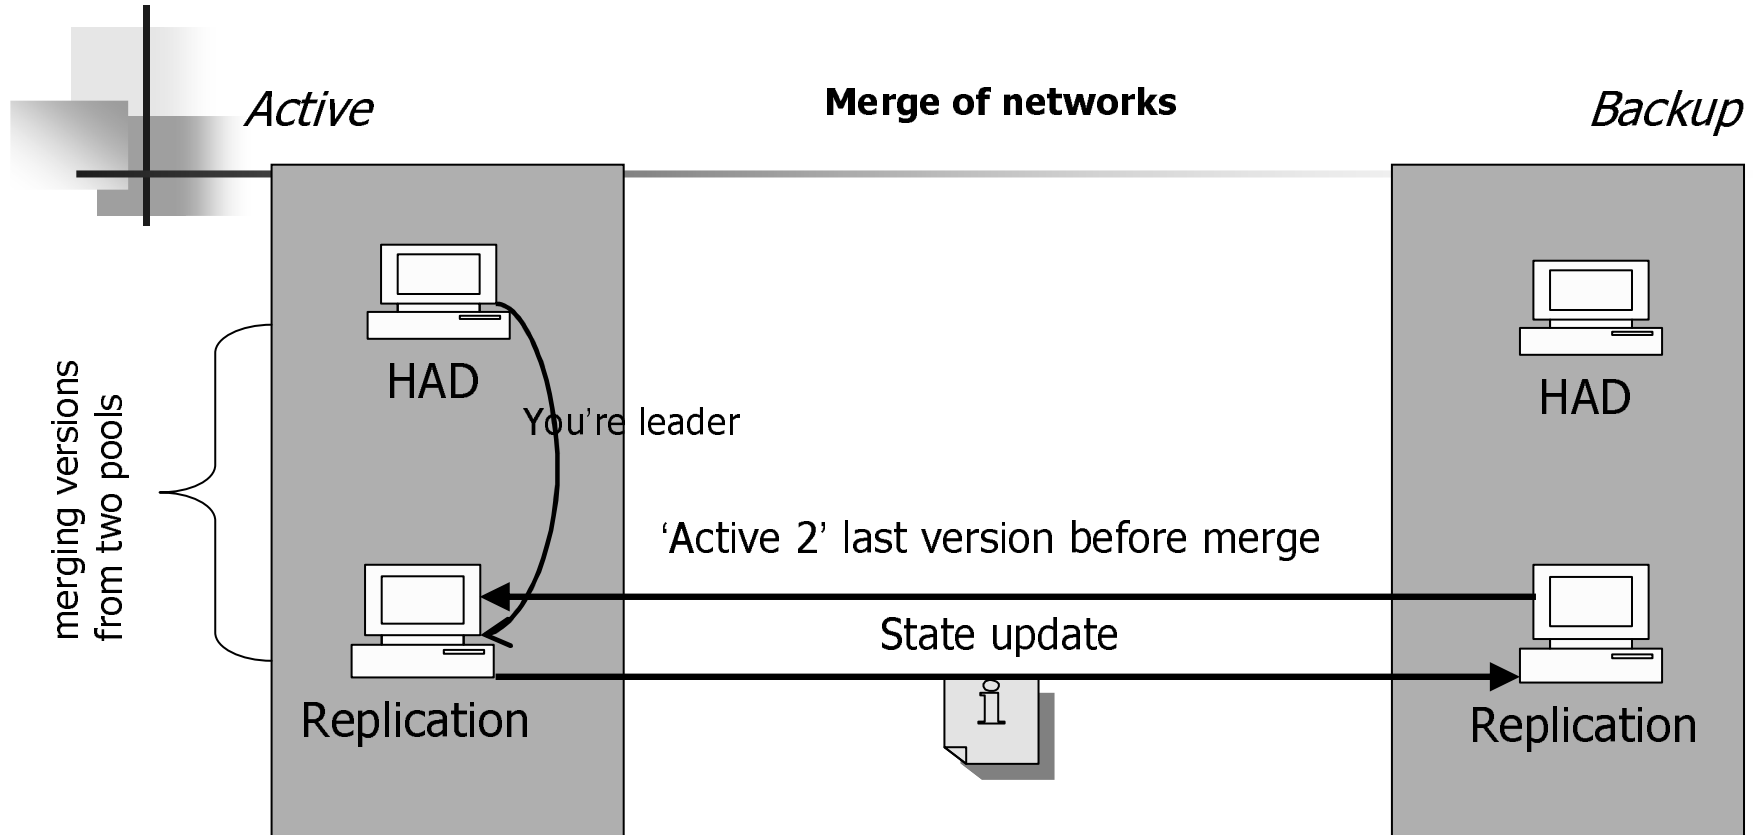 Active
Merge of networks
Backup
HAD
HAD
You’re leader
merging versions
from two pools
‘Active 2’ last version before merge
State update
Replication
i
Replication